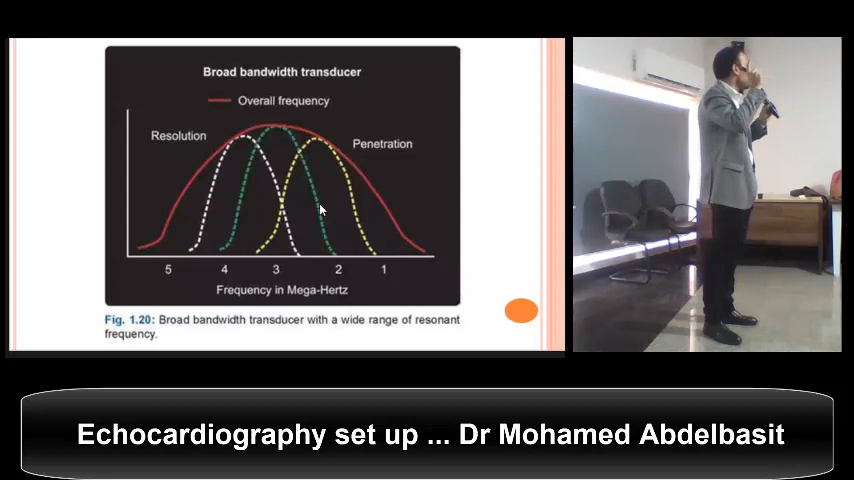 Broad bandwidth transducer
Overall frequency
Resolution
Penetration
5 4 3 2 1
Frequency in Mega-Hertz
Fig. 1.20: Broad bandwidth transducer with a wide range of resonant
frequency.
Echocardiography set up ... Dr Mohamed Abdelbasit